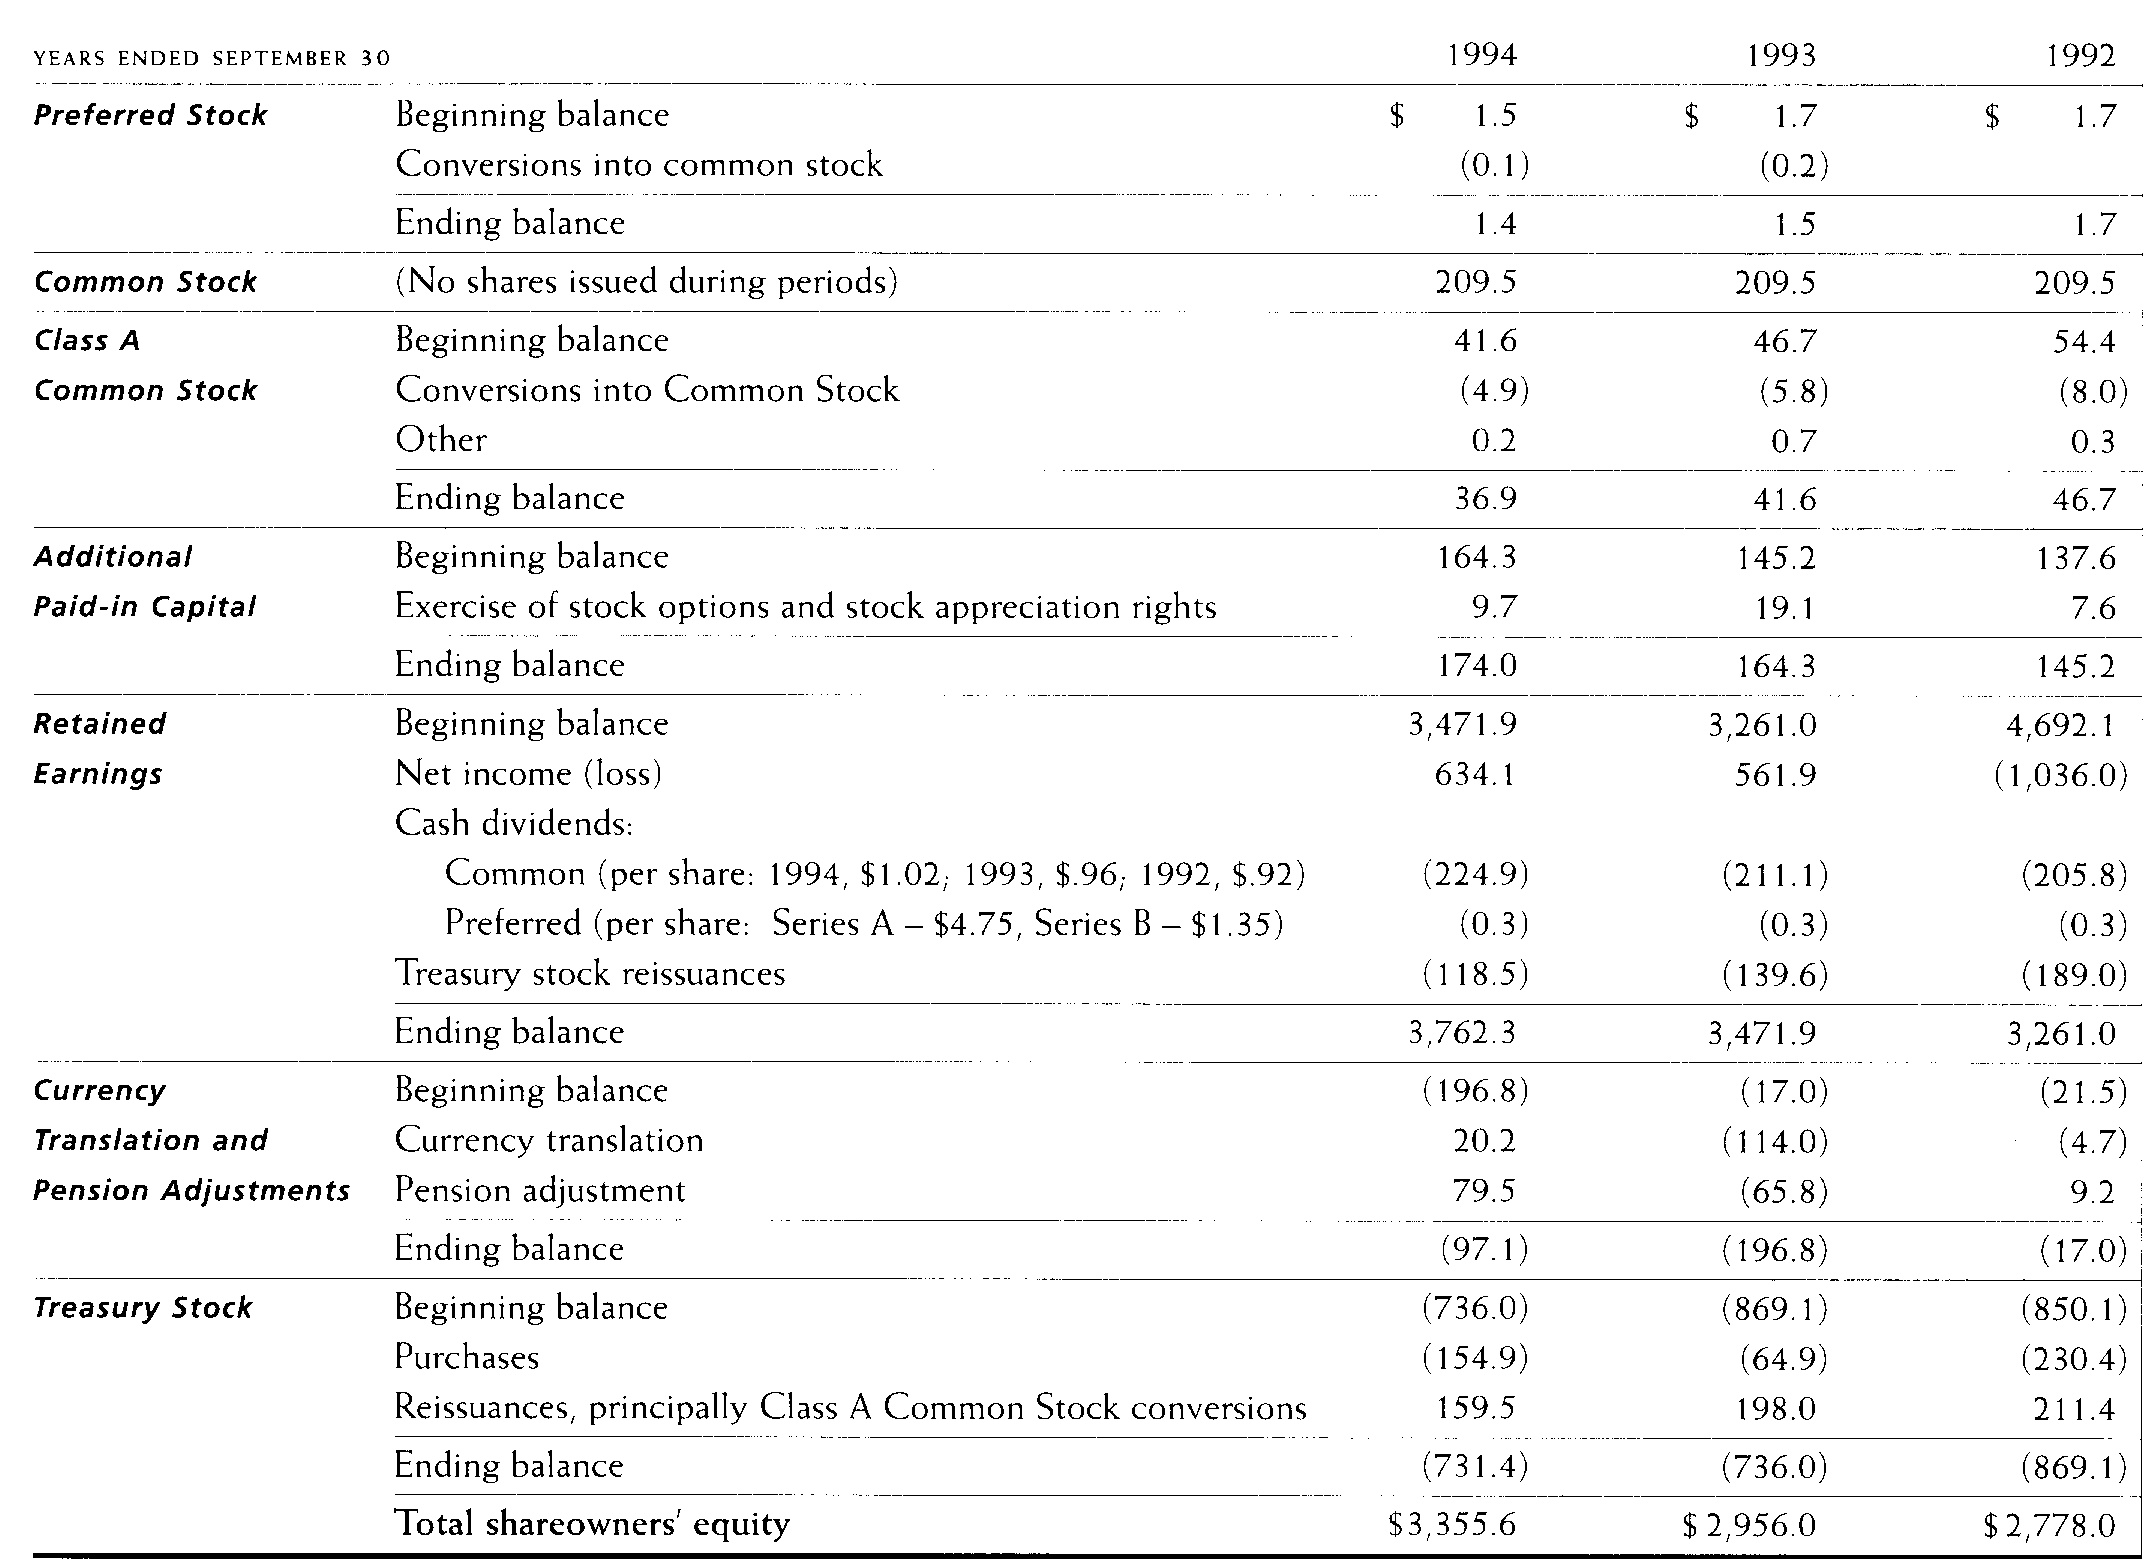 YEARS ENDED SEPTEMBER 30 1994 1993 1992
Preferred Stock Beginning balance $ 1.5 $ 1.7 $ 1.7
Conversions into common stock (0.1) (0.2)
Ending balance 1.4 1.5 1.7
Common Stock (No shares issued during periods) 209.5 209.5 209.5
Class A Beginning balance 41.6 46.7 54.4
Common Stock Conversions into Common Stock (4.9) (5.8) (8.0)
Other 0.2 0.7 0.3
Ending balance 36.9 41.6 46.7
Additional Beginning balance 164.3 145.2 137.6
Paid-in Capital Exercise of stock options and stock appreciation rights 9.7 19.1 7.6
Ending balance 174.0 164.3 145.2
Retained Beginning balance 3,471.9 3,261.0 4,692.1
Earnings Net income (loss) 634.1 561.9 (1,036.0)
Cash dividends:
Common (per share: 1994, $1.02; 1993, $.96; 1992, $.92) (224.9) (211.1) (205.8)
Preferred (per share: Series A – $4.75, Series B – $1.35) (0.3) (0.3) (0.3)
Treasury stock reissuances (118.5) (139.6) (189.0)
Ending balance 3,762.3 3,471.9 3,261.0
Currency Beginning balance (196.8) (17.0) (21.5)
Translation and Currency translation 20.2 (114.0) (4.7)
Pension Adjustments Pension adjustment 79.5 (65.8) 9.2
Ending balance (97.1) (196.8) (17.0)
Treasury Stock Beginning balance (736.0) (869.1) (850.1)
Purchases (154.9) (64.9) (230.4)
Reissuances, principally Class A Common Stock conversions 159.5 198.0 211.4
Ending balance (731.4) (736.0) (869.1)
Total shareowners' equity $3,355.6 $2,956.0 $2,778.0